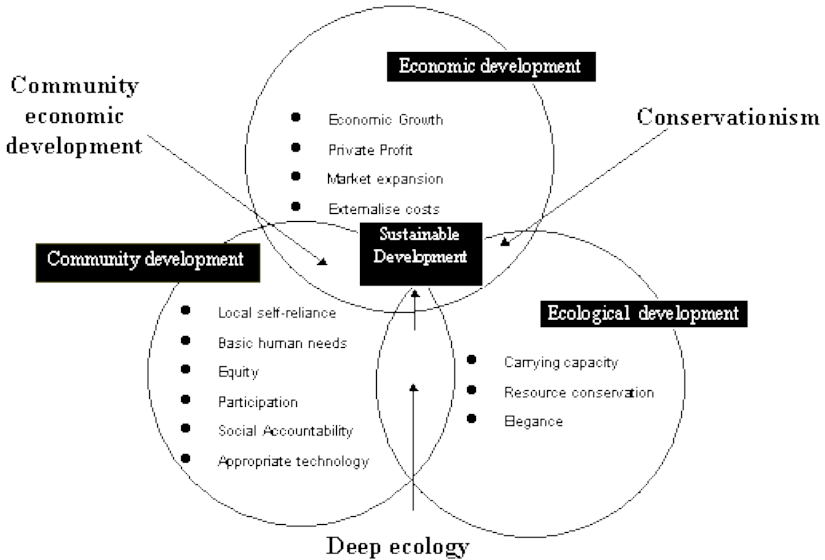 Economic development
Community
economic
development
Conservationism
Economic Growth
Private Profit
Market expansion
Externalise costs
Sustainable
Development
Community development
Ecological development
Local self-reliance
Basic human needs
Equity
Participation
Social Accountability
Appropriate technology
Carrying capacity
Resource conservation
Elegance
Deep ecology